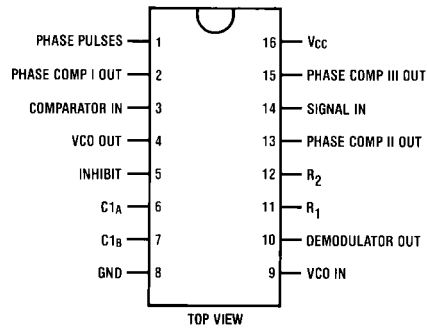 PHASE PULSES 1 16 VCC
PHASE COMP I OUT 2 15 PHASE COMP III OUT
COMPARATOR IN 3 14 SIGNAL IN
VCO OUT 4 13 PHASE COMP II OUT
INHIBIT 5 12 R2
C1A 6 11 R1
C1B 7 10 DEMODULATOR OUT
GND 8 9 VCO IN
TOP VIEW